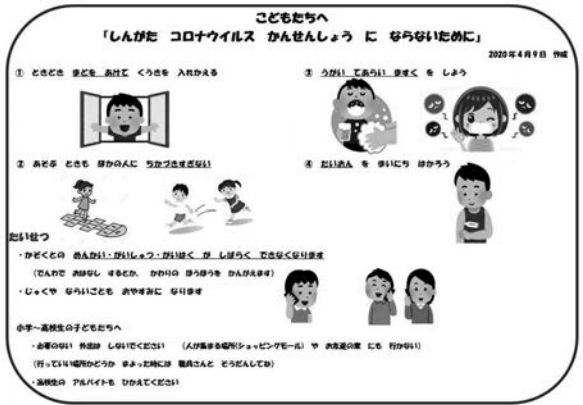 こどもたちへ
「しんがた コロナウイルス かんせんしょう に ならないために」
2020年4月9日 作成
① ときどき まどを あけて くうきを 入れかえる
② あそぶ ときも ほかの人に ちかづきすぎない
③ うがい てあらい ますく を しよう
④ たいおん を まいにち はかろう
たいせつ
・かぞくとの めんかい・がいしゅつ・がいはく が しばらく できなくなります
(でんわで おはなし するとか、 かわりの ほうほうを かんがえます)
・じゅくや ならいごとも おやすみに なります
小学～高校生の子どもたちへ
・必要のない 外出は しないでください (人が集まる場所(ショッピングモール) や お友達の家 にも 行かない)
(行っていい場所かどうか まよった時には 職員さんと そうだんしてね)
・高校生の アルバイトも ひかえてください